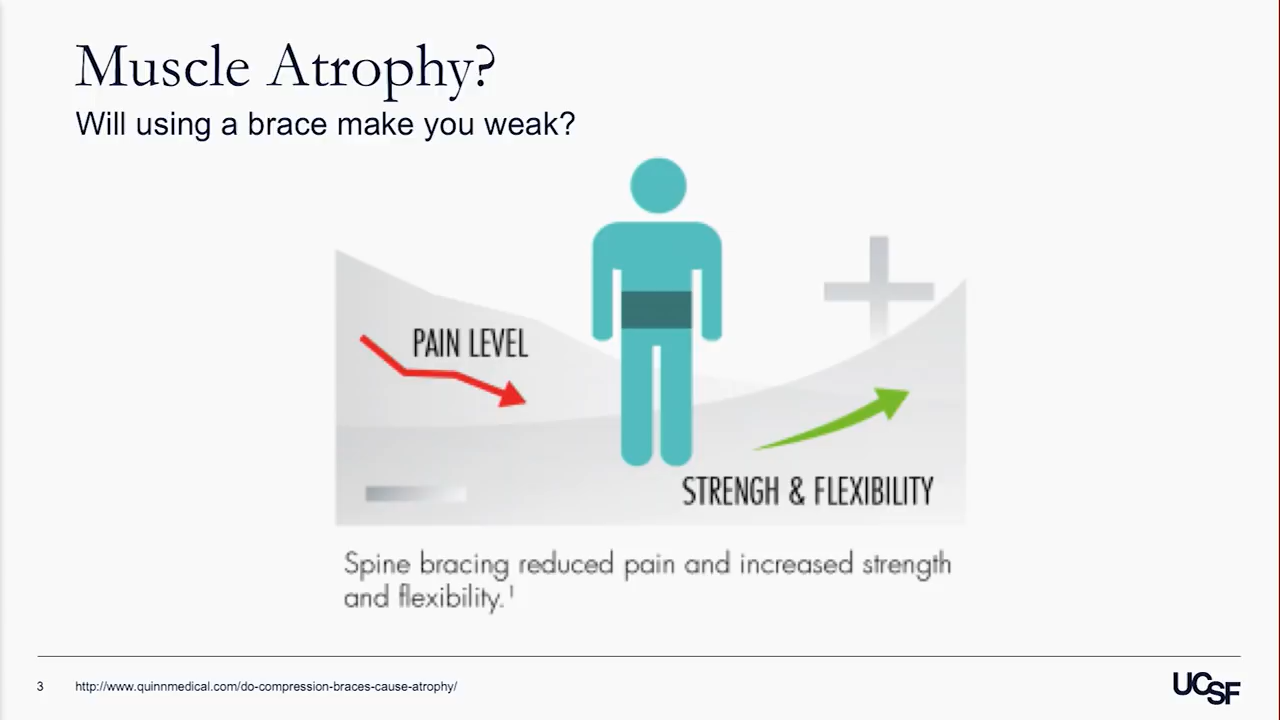 Muscle Atrophy?
Will using a brace make you weak?
PAIN LEVEL
STRENGH & FLEXIBILITY
Spine bracing reduced pain and increased strength
and flexibility.¹
3 http://www.quinnmedical.com/do-compression-braces-cause-atrophy/
UCSF